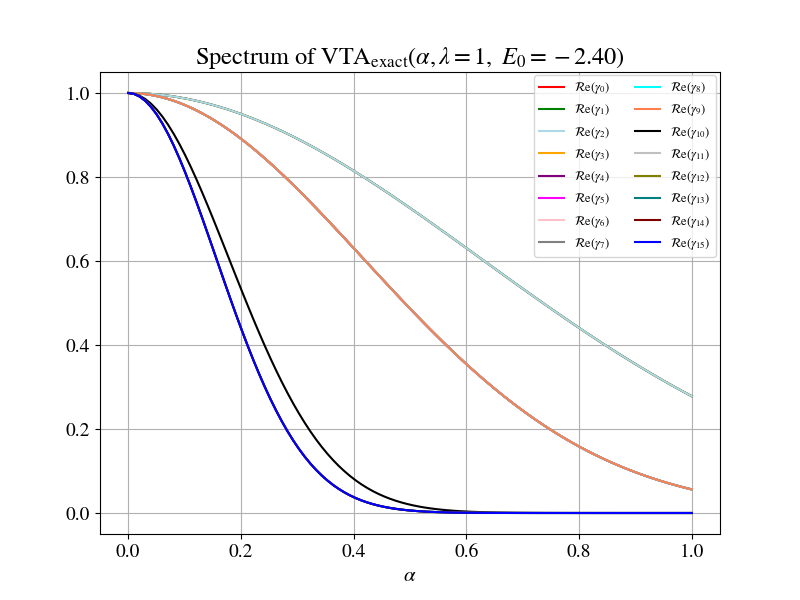 Spectrum of VTA_exact(α, λ = 1, E_0 = −2.40)
1.0
0.8
0.6
0.4
0.2
0.0
0.0 0.2 0.4 0.6 0.8 1.0
α
ℛe(γ_0)
ℛe(γ_1)
ℛe(γ_2)
ℛe(γ_3)
ℛe(γ_4)
ℛe(γ_5)
ℛe(γ_6)
ℛe(γ_7)
ℛe(γ_8)
ℛe(γ_9)
ℛe(γ_10)
ℛe(γ_11)
ℛe(γ_12)
ℛe(γ_13)
ℛe(γ_14)
ℛe(γ_15)